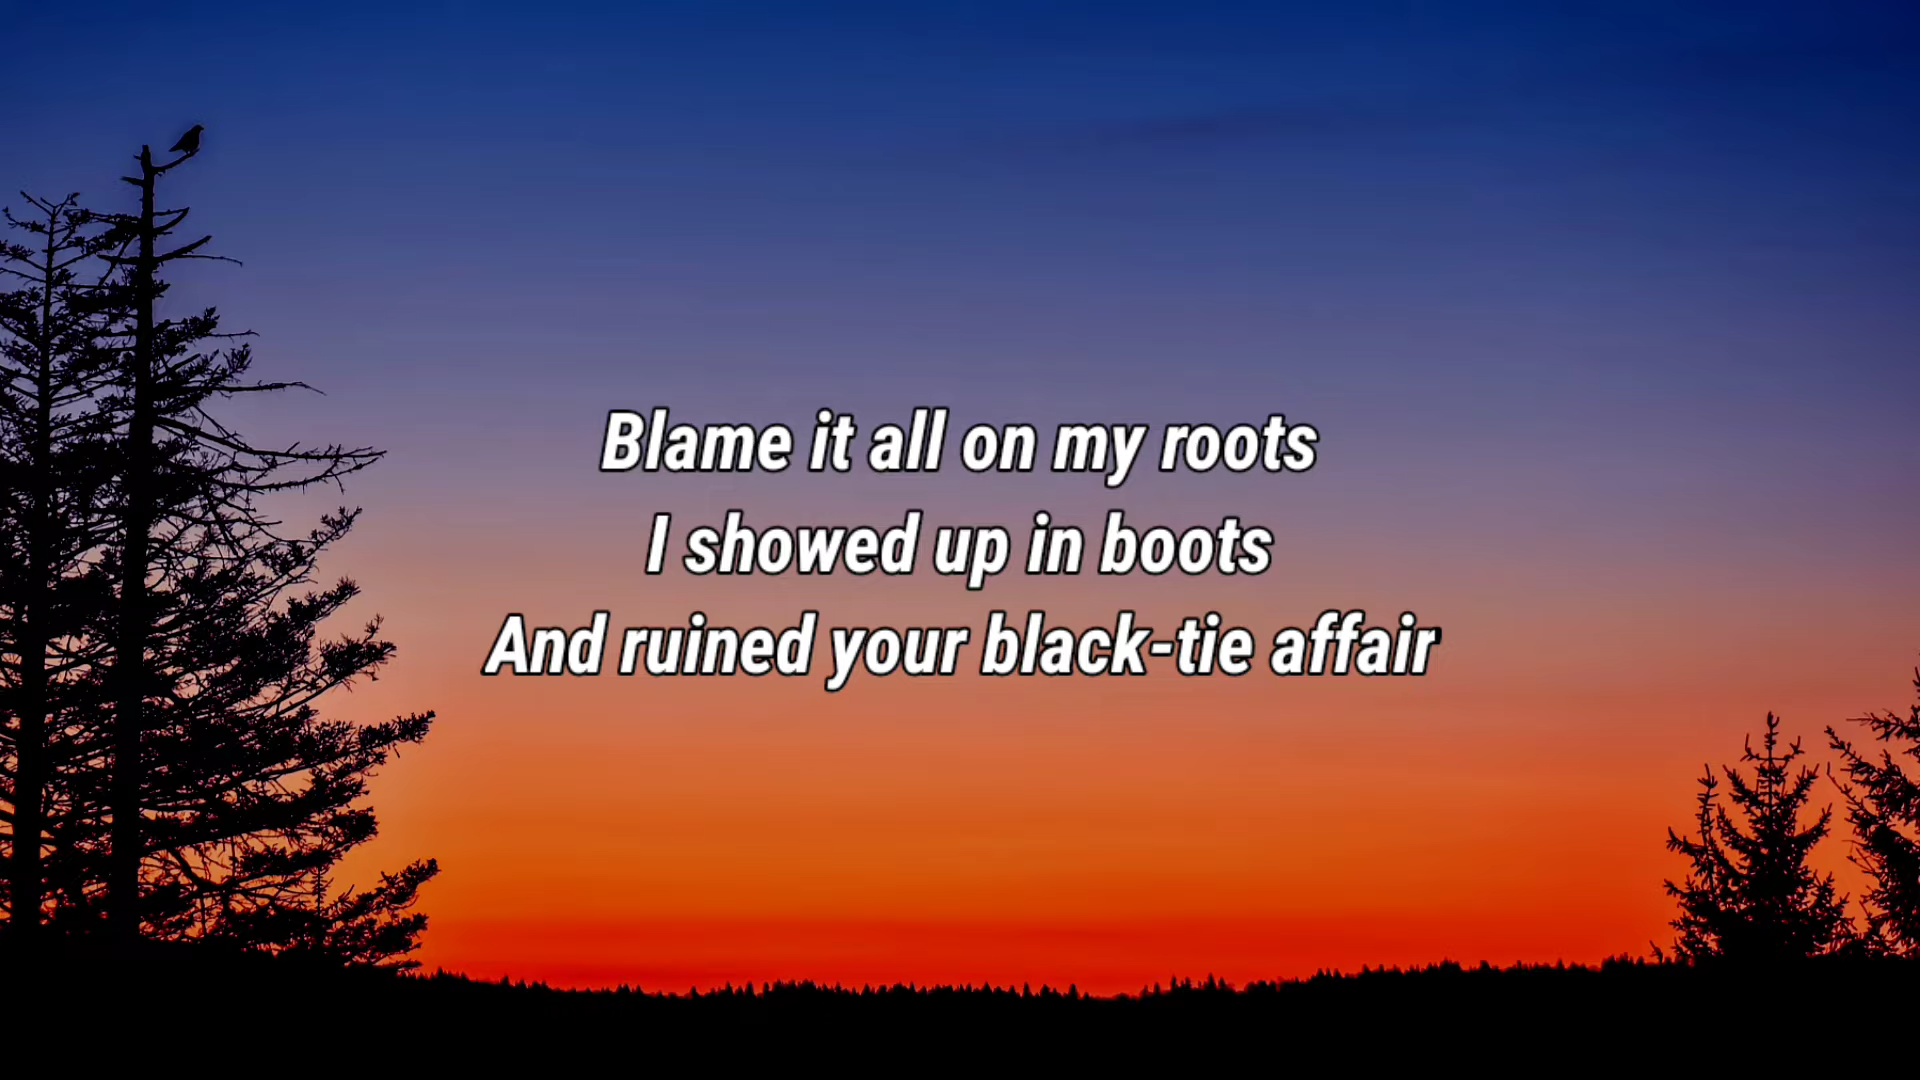 Blame it all on my roots
I showed up in boots
And ruined your black-tie affair